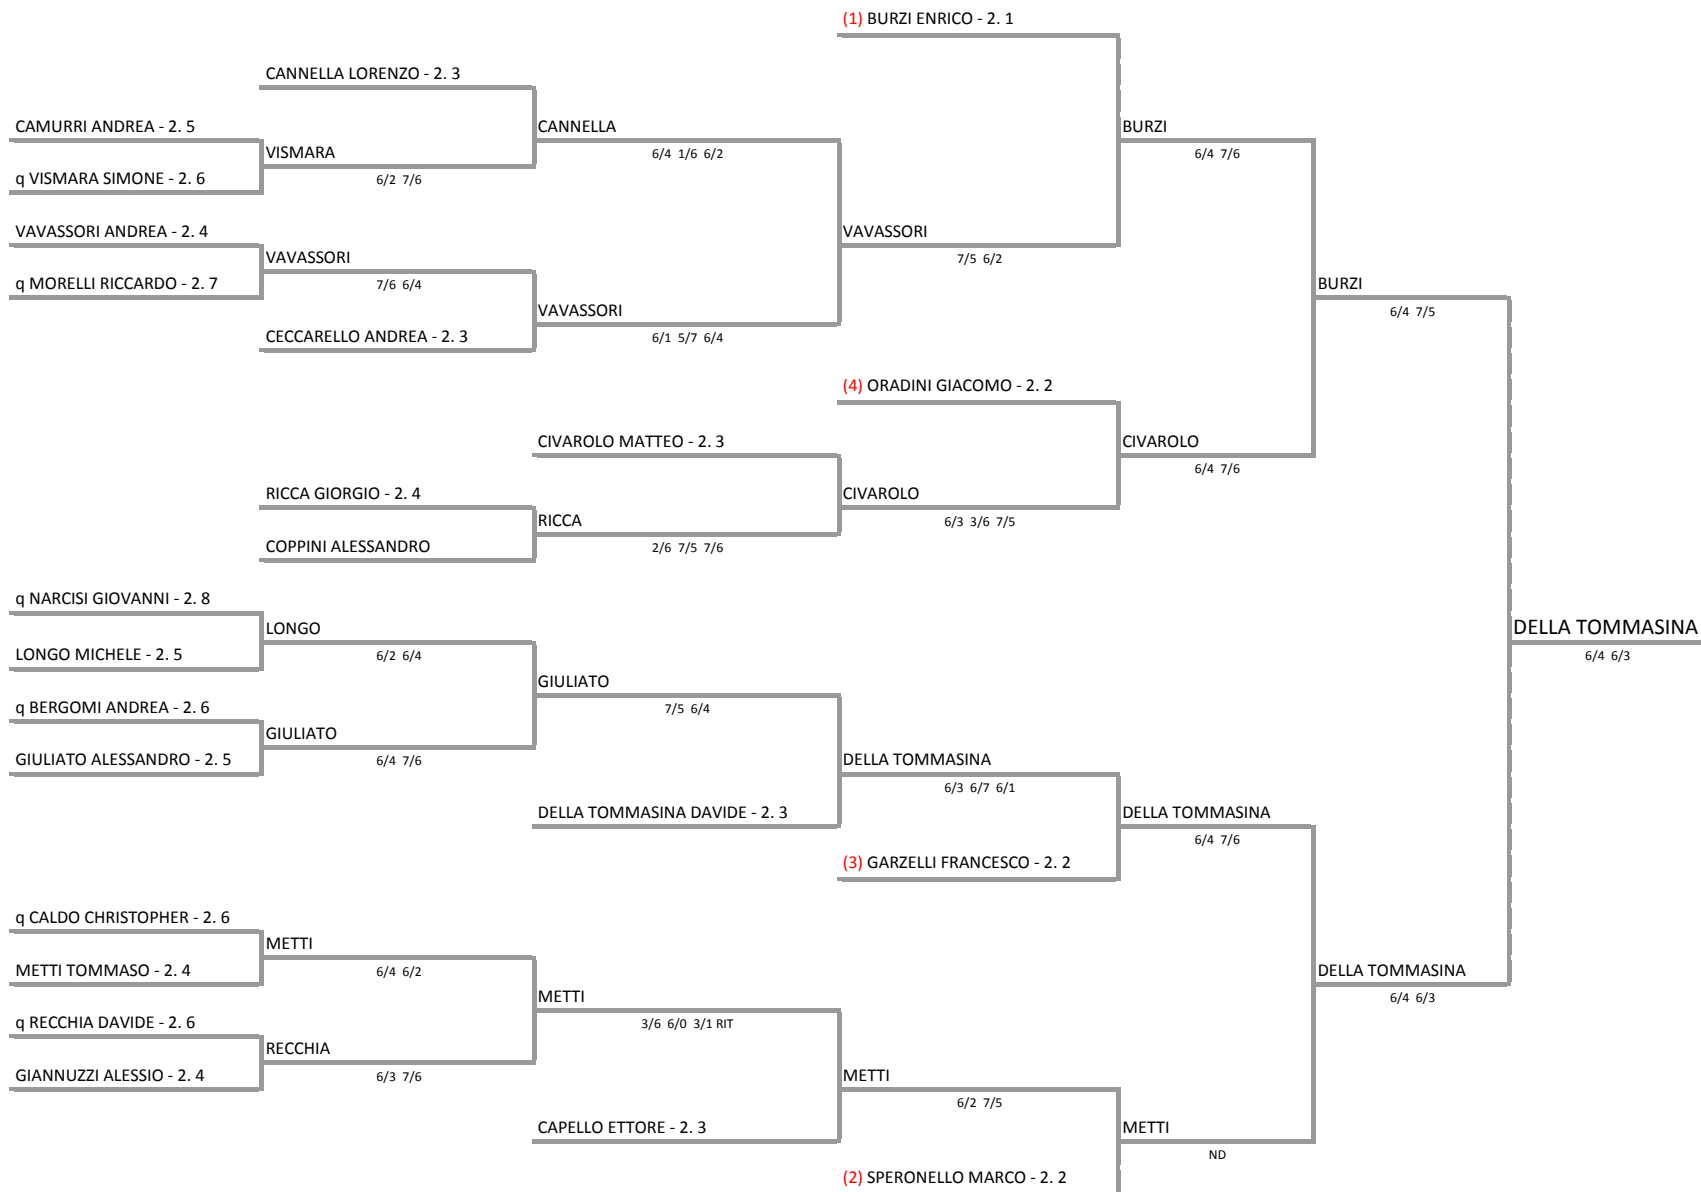 (1) BURZI ENRICO - 2. 1
CANNELLA LORENZO - 2. 3
CAMURRI ANDREA - 2. 5
CANNELLA
BURZI
VISMARA
6/4 1/6 6/2
6/4 7/6
q VISMARA SIMONE - 2. 6
6/2 7/6
VAVASSORI ANDREA - 2. 4
VAVASSORI
VAVASSORI
7/5 6/2
q MORELLI RICCARDO - 2. 7
7/6 6/4
BURZI
VAVASSORI
6/4 7/5
CECCARELLO ANDREA - 2. 3
6/1 5/7 6/4
(4) ORADINI GIACOMO - 2. 2
CIVAROLO MATTEO - 2. 3
CIVAROLO
6/4 7/6
RICCA GIORGIO - 2. 4
CIVAROLO
RICCA
6/3 3/6 7/5
COPPINI ALESSANDRO
2/6 7/5 7/6
q NARCISI GIOVANNI - 2. 8
LONGO
DELLA TOMMASINA
LONGO MICHELE - 2. 5
6/2 6/4
6/4 6/3
GIULIATO
q BERGOMI ANDREA - 2. 6
7/5 6/4
GIULIATO
GIULIATO ALESSANDRO - 2. 5
6/4 7/6
DELLA TOMMASINA
6/3 6/7 6/1
DELLA TOMMASINA DAVIDE - 2. 3
DELLA TOMMASINA
6/4 7/6
(3) GARZELLI FRANCESCO - 2. 2
q CALDO CHRISTOPHER - 2. 6
METTI
METTI TOMMASO - 2. 4
6/4 6/2
DELLA TOMMASINA
6/4 6/3
METTI
q RECCHIA DAVIDE - 2. 6
3/6 6/0 3/1 RIT
RECCHIA
GIANNUZZI ALESSIO - 2. 4
6/3 7/6
METTI
6/2 7/5
CAPELLO ETTORE - 2. 3
METTI
ND
(2) SPERONELLO MARCO - 2. 2